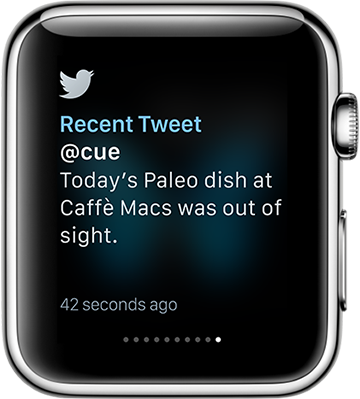 Recent Tweet
@cue
Today's Paleo dish at
Caffè Macs was out of
sight.
42 seconds ago